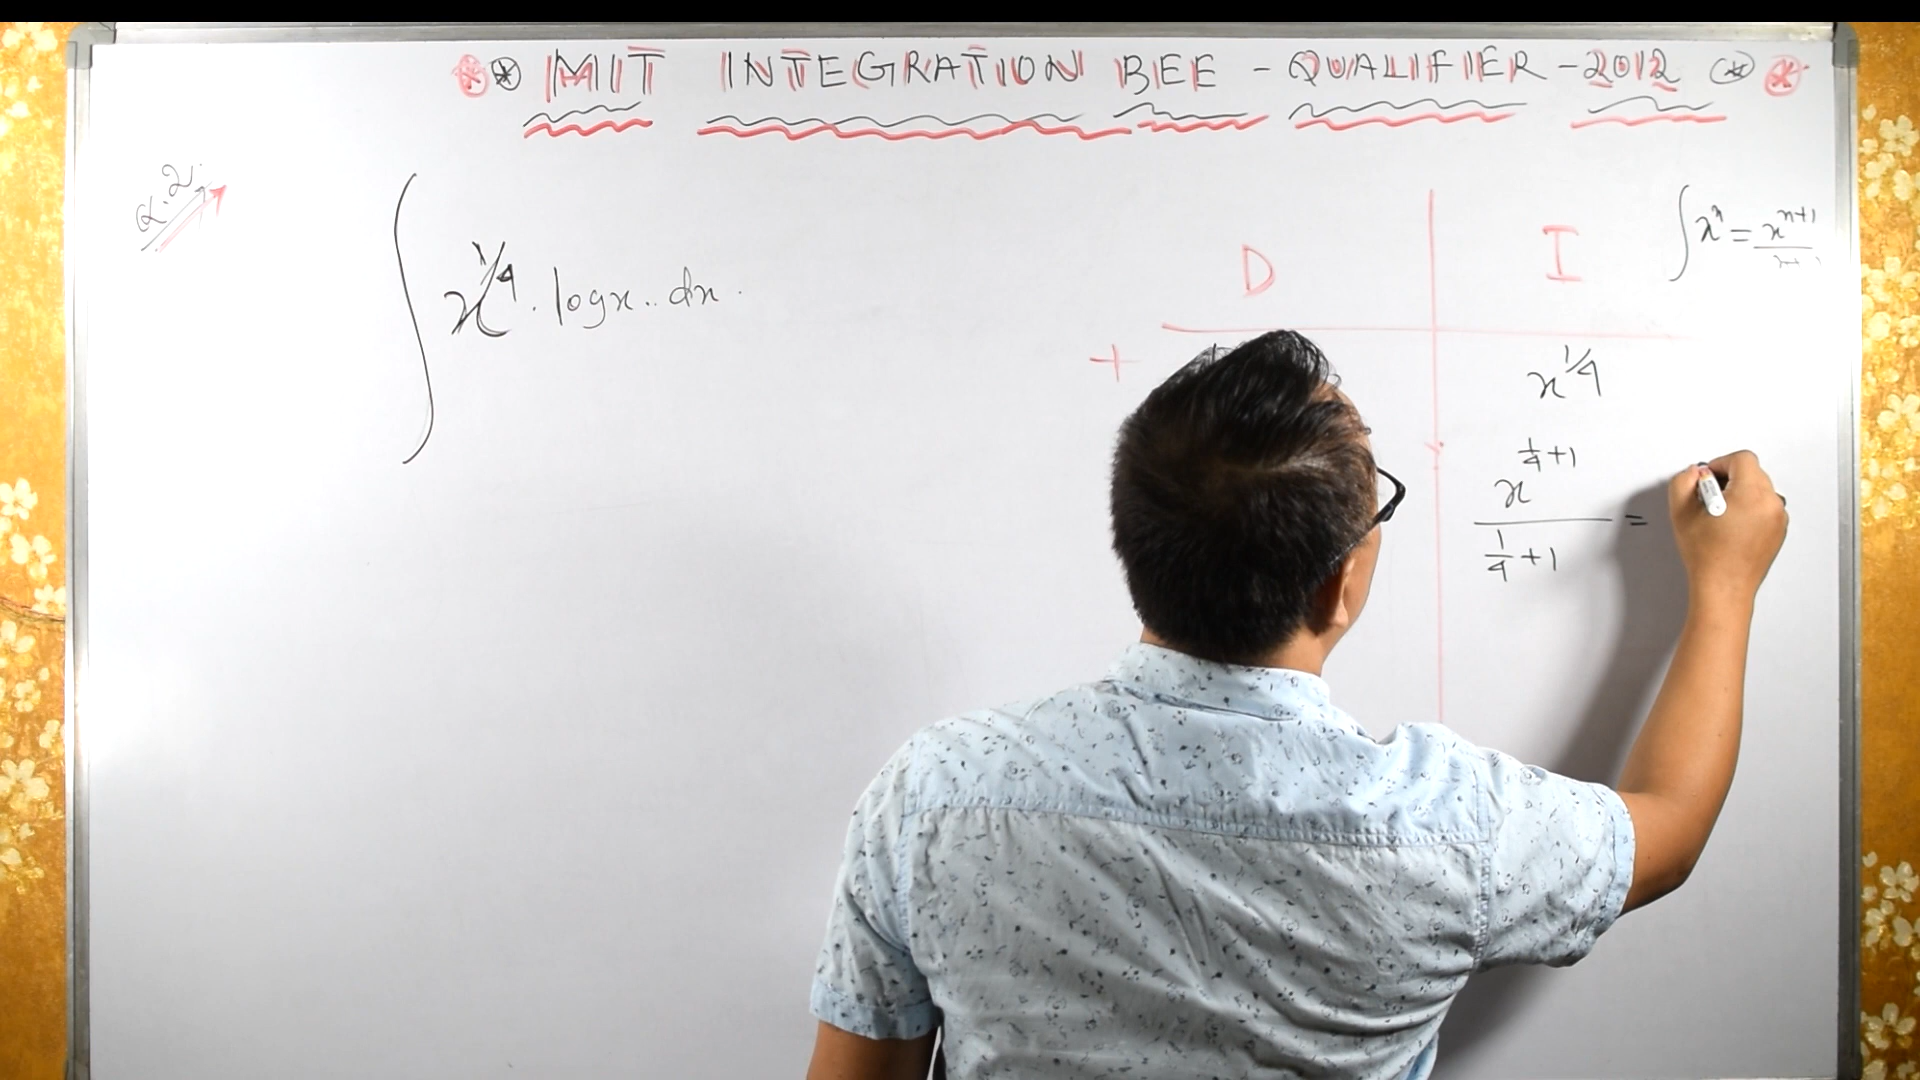 ⊛ ⊛ MIT INTEGRATION BEE - QUALIFIER - 2012 ⊛ ⊛
Q.2.
∫ x^{1/4} . log x .. dx .
D I
∫ x^n = x^{n+1} / n+1
+ x^{1/4}
x^{1/4 + 1} / (1/4 + 1) =